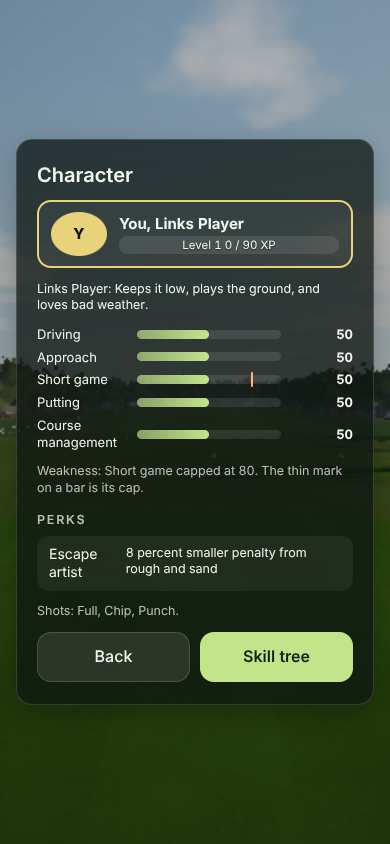 Character
Y
You, Links Player
Level 1 0 / 90 XP
Links Player: Keeps it low, plays the ground, and
loves bad weather.
Driving 50
Approach 50
Short game 50
Putting 50
Course
management 50
Weakness: Short game capped at 80. The thin mark
on a bar is its cap.
PERKS
Escape
artist
8 percent smaller penalty from
rough and sand
Shots: Full, Chip, Punch.
Back
Skill tree